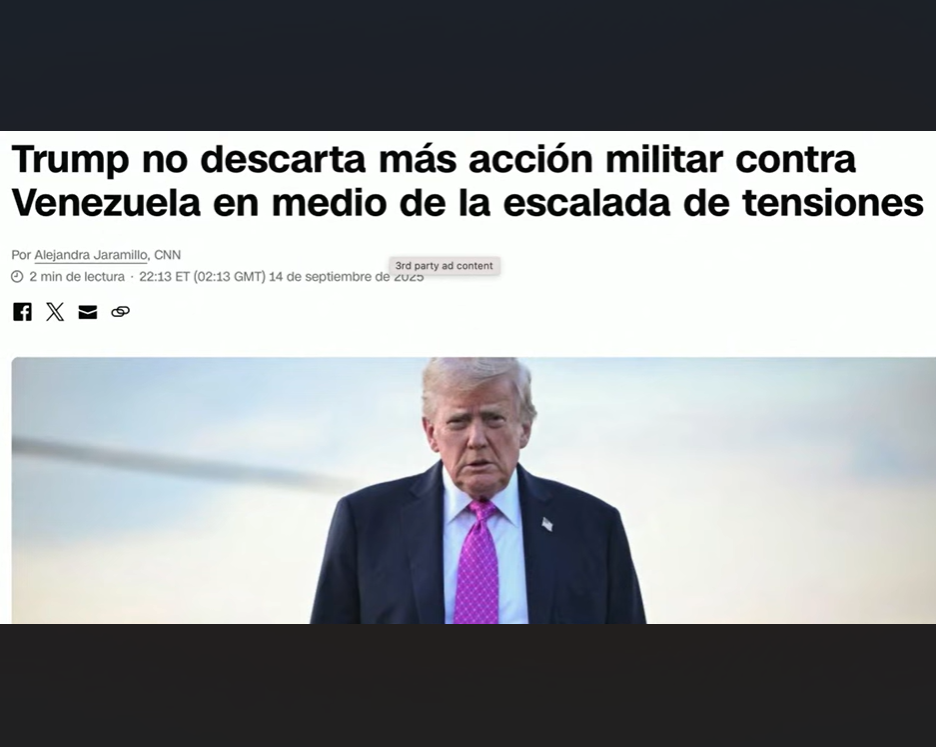 Trump no descarta más acción militar contra
Venezuela en medio de la escalada de tensiones
Por Alejandra Jaramillo, CNN
3rd party ad content
2 min de lectura · 22:13 ET (02:13 GMT) 14 de septiembre de 2025